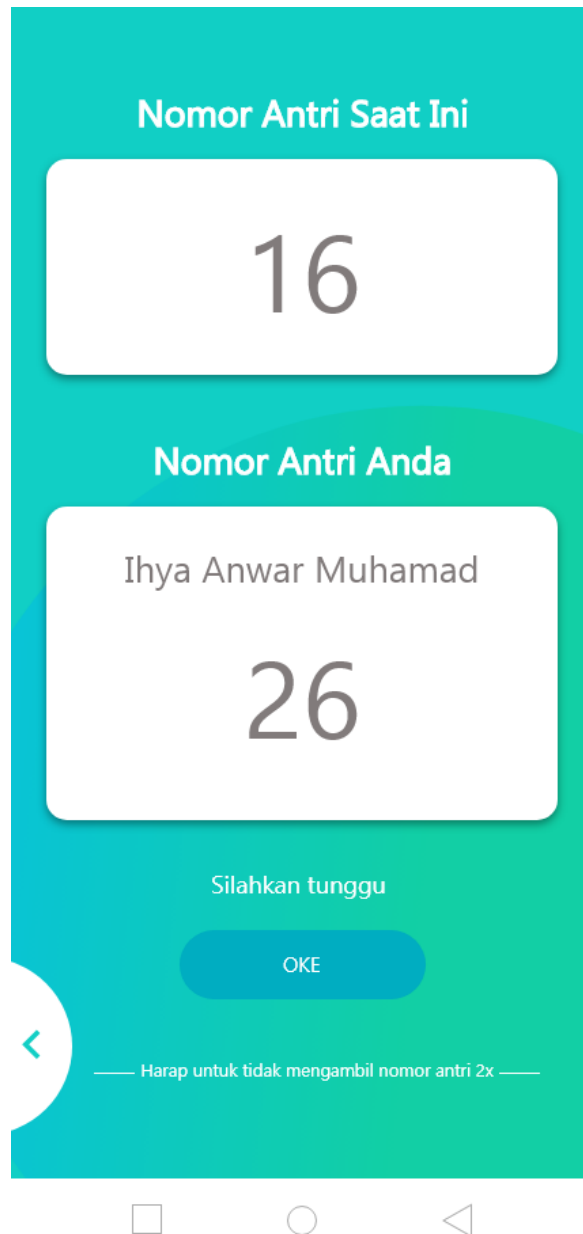 Nomor Antri Saat Ini
16
Nomor Antri Anda
Ihya Anwar Muhamad
26
Silahkan tunggu
OKE
Harap untuk tidak mengambil nomor antri 2x